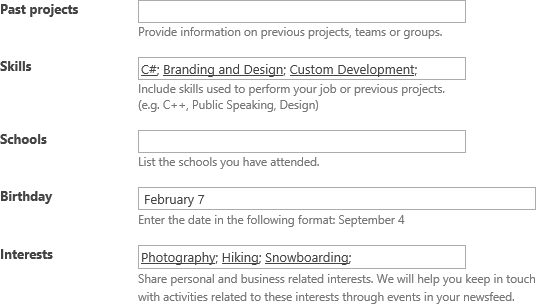 Past projects
Provide information on previous projects, teams or groups.
Skills
C#; Branding and Design; Custom Development;
Include skills used to perform your job or previous projects.
(e.g. C++, Public Speaking, Design)
Schools
List the schools you have attended.
Birthday
February 7
Enter the date in the following format: September 4
Interests
Photography; Hiking; Snowboarding;
Share personal and business related interests. We will help you keep in touch
with activities related to these interests through events in your newsfeed.